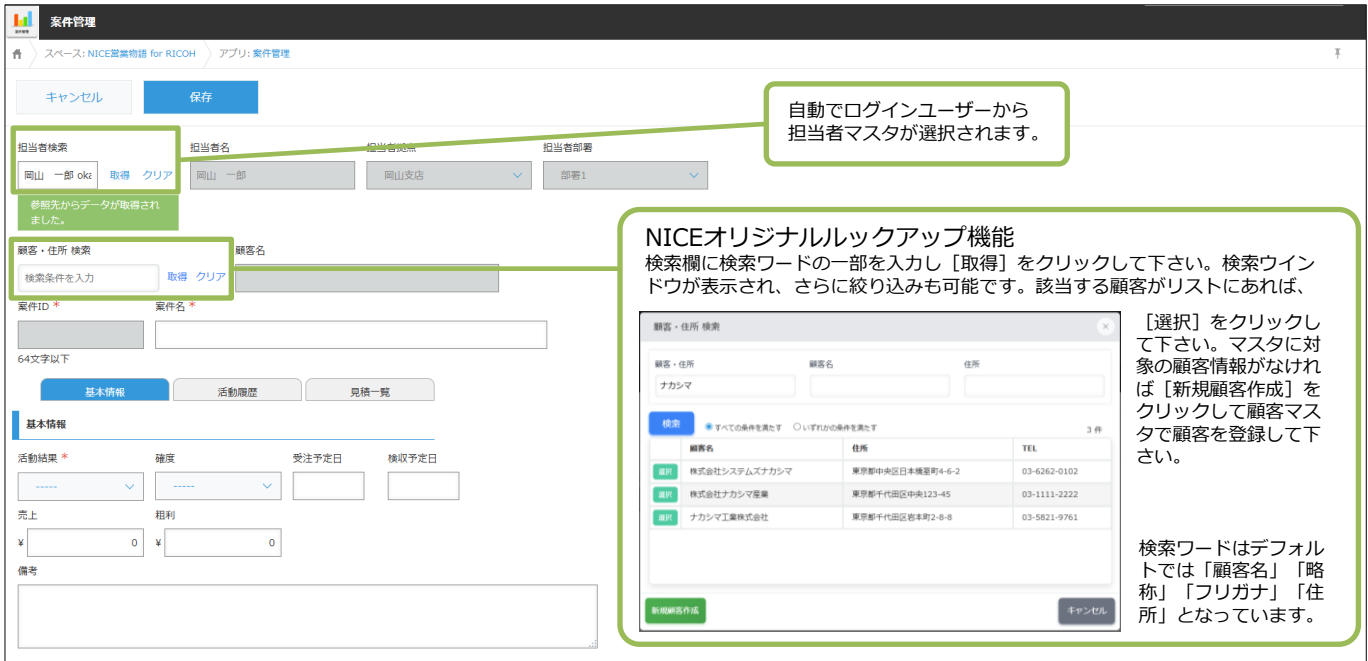 案件管理
案件管理
スペース: NICE営業物語 for RICOH
アプリ: 案件管理
キャンセル
保存
自動でログインユーザーから
担当者マスタが選択されます。
担当者検索
担当者名
担当者拠点
担当者部署
岡山 一郎 oka
取得 クリア
岡山 一郎
岡山支店
部署1
参照先からデータが取得され
ました。
顧客・住所 検索
顧客名
検索条件を入力
取得 クリア
案件ID *
案件名 *
64文字以下
基本情報
活動履歴
見積一覧
基本情報
活動結果 *
確度
受注予定日
検収予定日
-----
-----
売上
粗利
¥ 0
¥ 0
備考
NICEオリジナルルックアップ機能
検索欄に検索ワードの一部を入力し［取得］をクリックして下さい。検索ウイン
ドウが表示され、さらに絞り込みも可能です。該当する顧客がリストにあれば、
［選択］をクリックし
て下さい。マスタに対
象の顧客情報がなけれ
ば［新規顧客作成］を
クリックして顧客マス
タで顧客を登録して下
さい。
顧客・住所 検索
×
顧客・住所
顧客名
住所
ナカシマ
検索
すべての条件を満たす
いずれかの条件を満たす
3 件
顧客名
住所
TEL
選択 株式会社システムズナカシマ 東京都中央区日本橋室町4-6-2 03-6262-0102
選択 株式会社ナカシマ産業 東京都千代田区中央123-45 03-1111-2222
選択 ナカシマ工業株式会社 東京都千代田区岩本町2-8-8 03-5821-9761
新規顧客作成
キャンセル
検索ワードはデフォル
トでは「顧客名」「略
称」「フリガナ」「住
所」となっています。